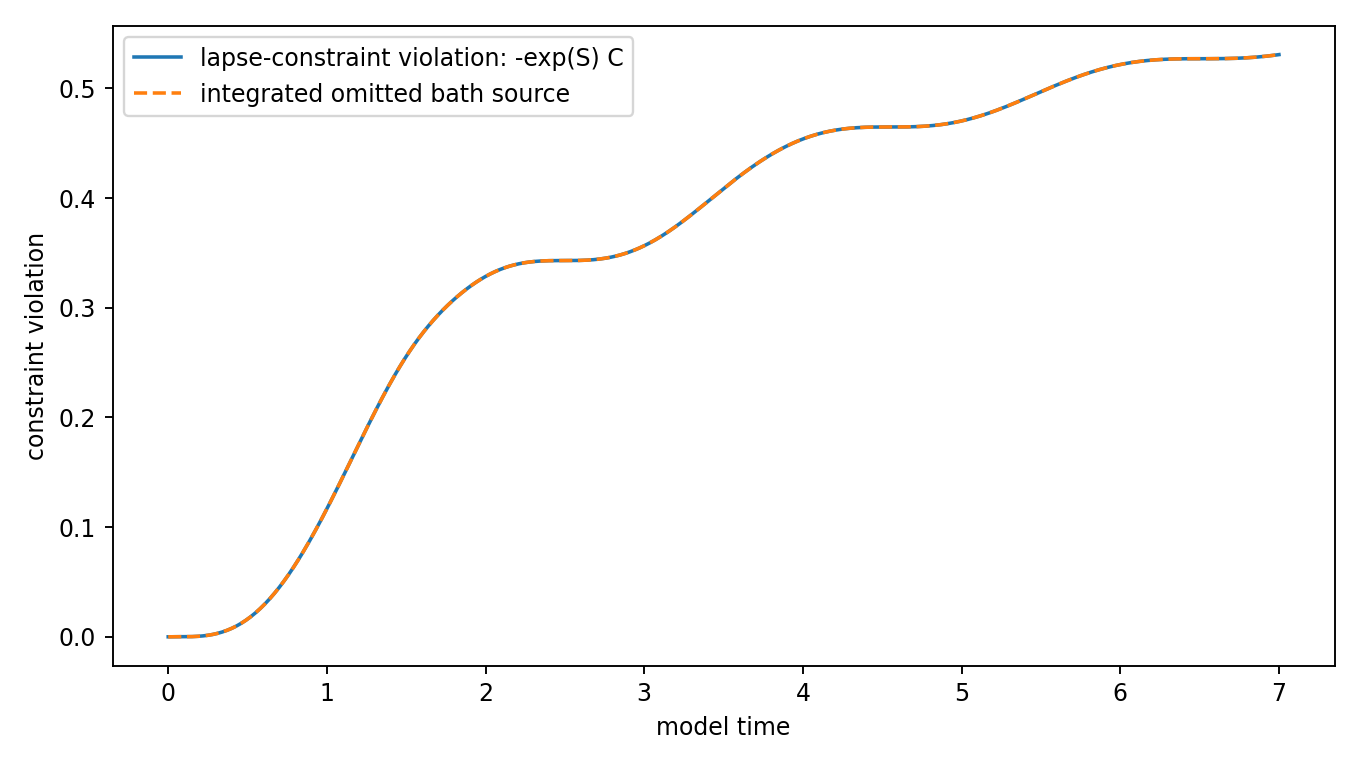 lapse-constraint violation: -exp(S) C
integrated omitted bath source
constraint violation
0.5
0.4
0.3
0.2
0.1
0.0
0 1 2 3 4 5 6 7
model time